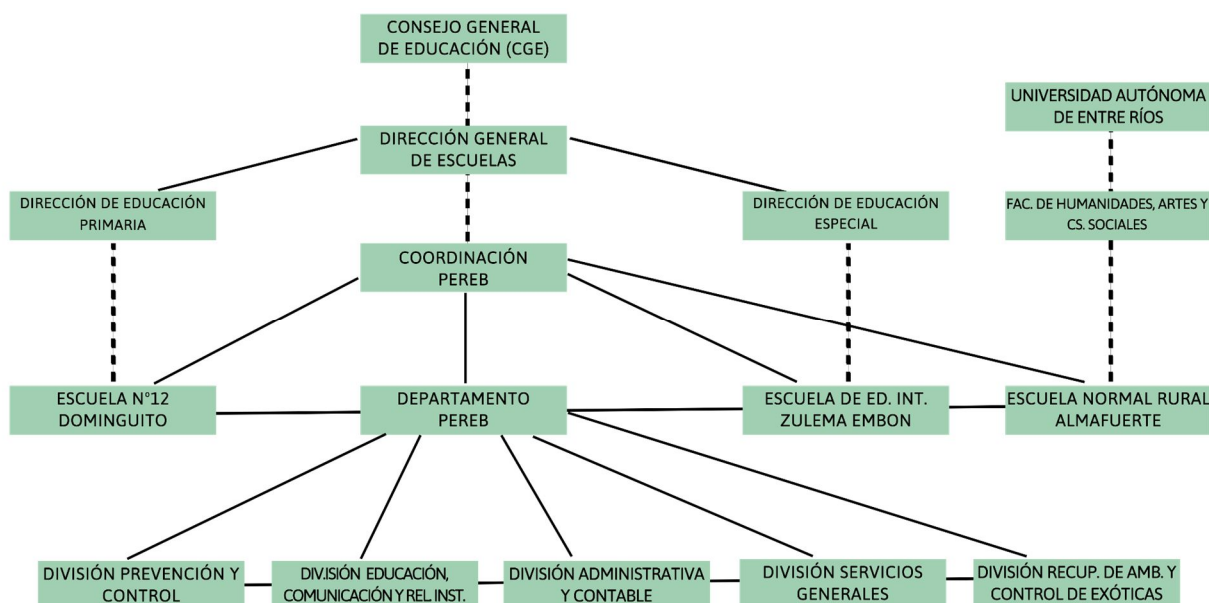 CONSEJO GENERAL
DE EDUCACIÓN (CGE)
UNIVERSIDAD AUTÓNOMA
DE ENTRE RÍOS
DIRECCIÓN GENERAL
DE ESCUELAS
DIRECCIÓN DE EDUCACIÓN
PRIMARIA
DIRECCIÓN DE EDUCACIÓN
ESPECIAL
FAC. DE HUMANIDADES, ARTES Y
CS. SOCIALES
COORDINACIÓN
PEREB
ESCUELA N°12
DOMINGUITO
DEPARTAMENTO
PEREB
ESCUELA DE ED. INT.
ZULEMA EMBON
ESCUELA NORMAL RURAL
ALMAFUERTE
DIVISIÓN PREVENCIÓN Y
CONTROL
DIV.ISIÓN EDUCACIÓN,
COMUNICACIÓN Y REL. INST.
DIVISIÓN ADMINISTRATIVA
Y CONTABLE
DIVISIÓN SERVICIOS
GENERALES
DIVISIÓN RECUP. DE AMB. Y
CONTROL DE EXÓTICAS